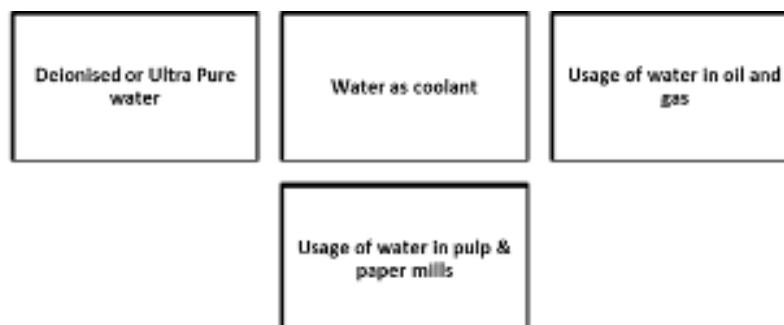 Deionised or Ultra Pure
water
Water as coolant
Usage of water in oil and
gas
Usage of water in pulp &
paper mills